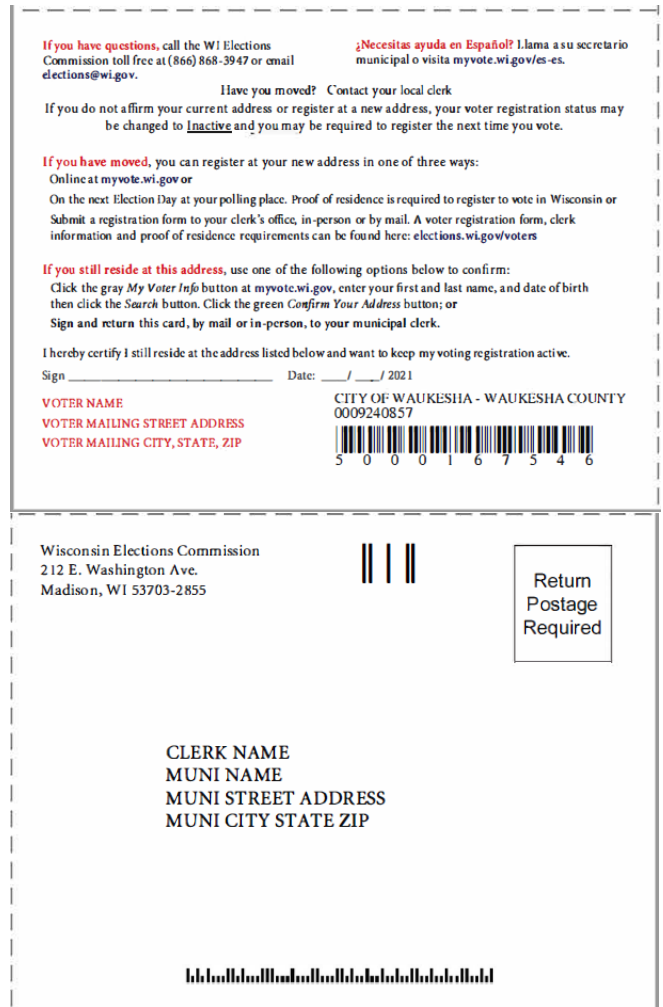 If you have questions, call the WI Elections
Commission toll free at (866) 868-3947 or email
elections@wi.gov.
¿Necesitas ayuda en Español? Llama a su secretario
municipal o visita myvote.wi.gov/es-es.
Have you moved? Contact your local clerk
If you do not affirm your current address or register at a new address, your voter registration status may
be changed to Inactive and you may be required to register the next time you vote.
If you have moved, you can register at your new address in one of three ways:
Online at myvote.wi.gov or
On the next Election Day at your polling place. Proof of residence is required to register to vote in Wisconsin or
Submit a registration form to your clerk's office, in-person or by mail. A voter registration form, clerk
information and proof of residence requirements can be found here: elections.wi.gov/voters
If you still reside at this address, use one of the following options below to confirm:
Click the gray My Voter Info button at myvote.wi.gov, enter your first and last name, and date of birth
then click the Search button. Click the green Confirm Your Address button; or
Sign and return this card, by mail or in-person, to your municipal clerk.
I hereby certify I still reside at the address listed below and want to keep my voting registration active.
Sign ______________________________ Date: ____/ ____/ 2021
VOTER NAME
VOTER MAILING STREET ADDRESS
VOTER MAILING CITY, STATE, ZIP
CITY OF WAUKESHA - WAUKESHA COUNTY
0009240857
5 0 0 0 1 6 7 5 4 6
Wisconsin Elections Commission
212 E. Washington Ave.
Madison, WI 53703-2855
Return
Postage
Required
CLERK NAME
MUNI NAME
MUNI STREET ADDRESS
MUNI CITY STATE ZIP